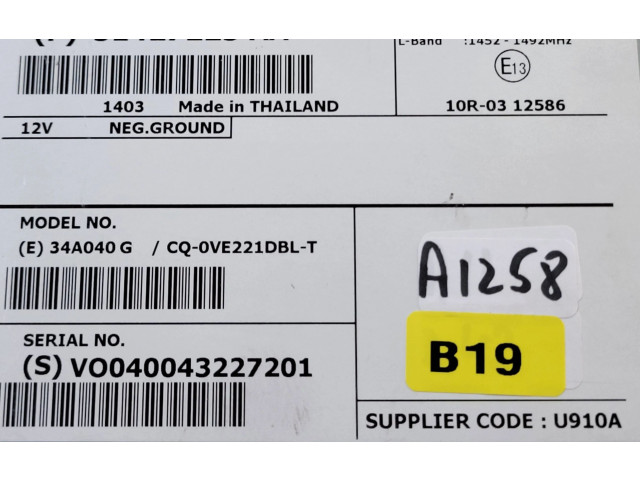 L-Band :1452 - 1492MHz
E13
1403 Made in THAILAND
10R-03 12586
12V NEG.GROUND
MODEL NO.
(E) 34A040 G / CQ-0VE221DBL-T
A1258
SERIAL NO.
(S) VO040043227201
B19
SUPPLIER CODE : U910A